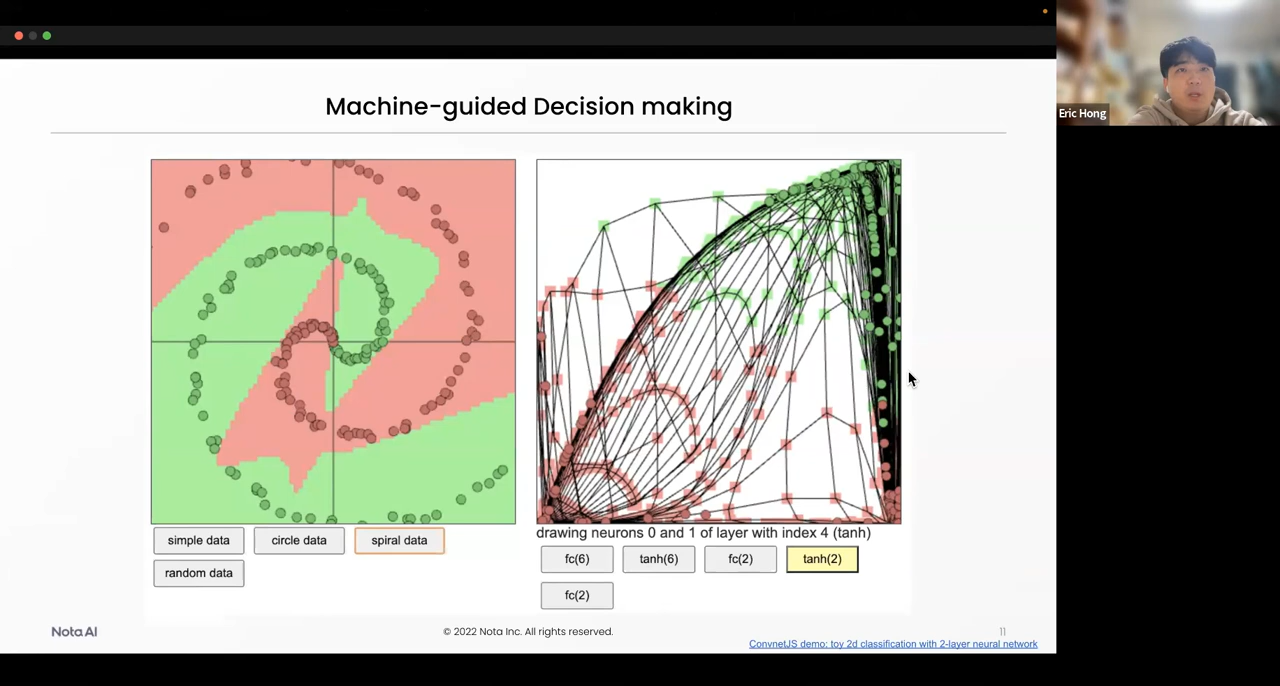 Eric Hong
Machine-guided Decision making
simple data
circle data
spiral data
random data
drawing neurons 0 and 1 of layer with index 4 (tanh)
fc(6)
tanh(6)
fc(2)
tanh(2)
fc(2)
Nota AI
© 2022 Nota Inc. All rights reserved.
11
ConvnetJS demo: toy 2d classification with 2-layer neural network